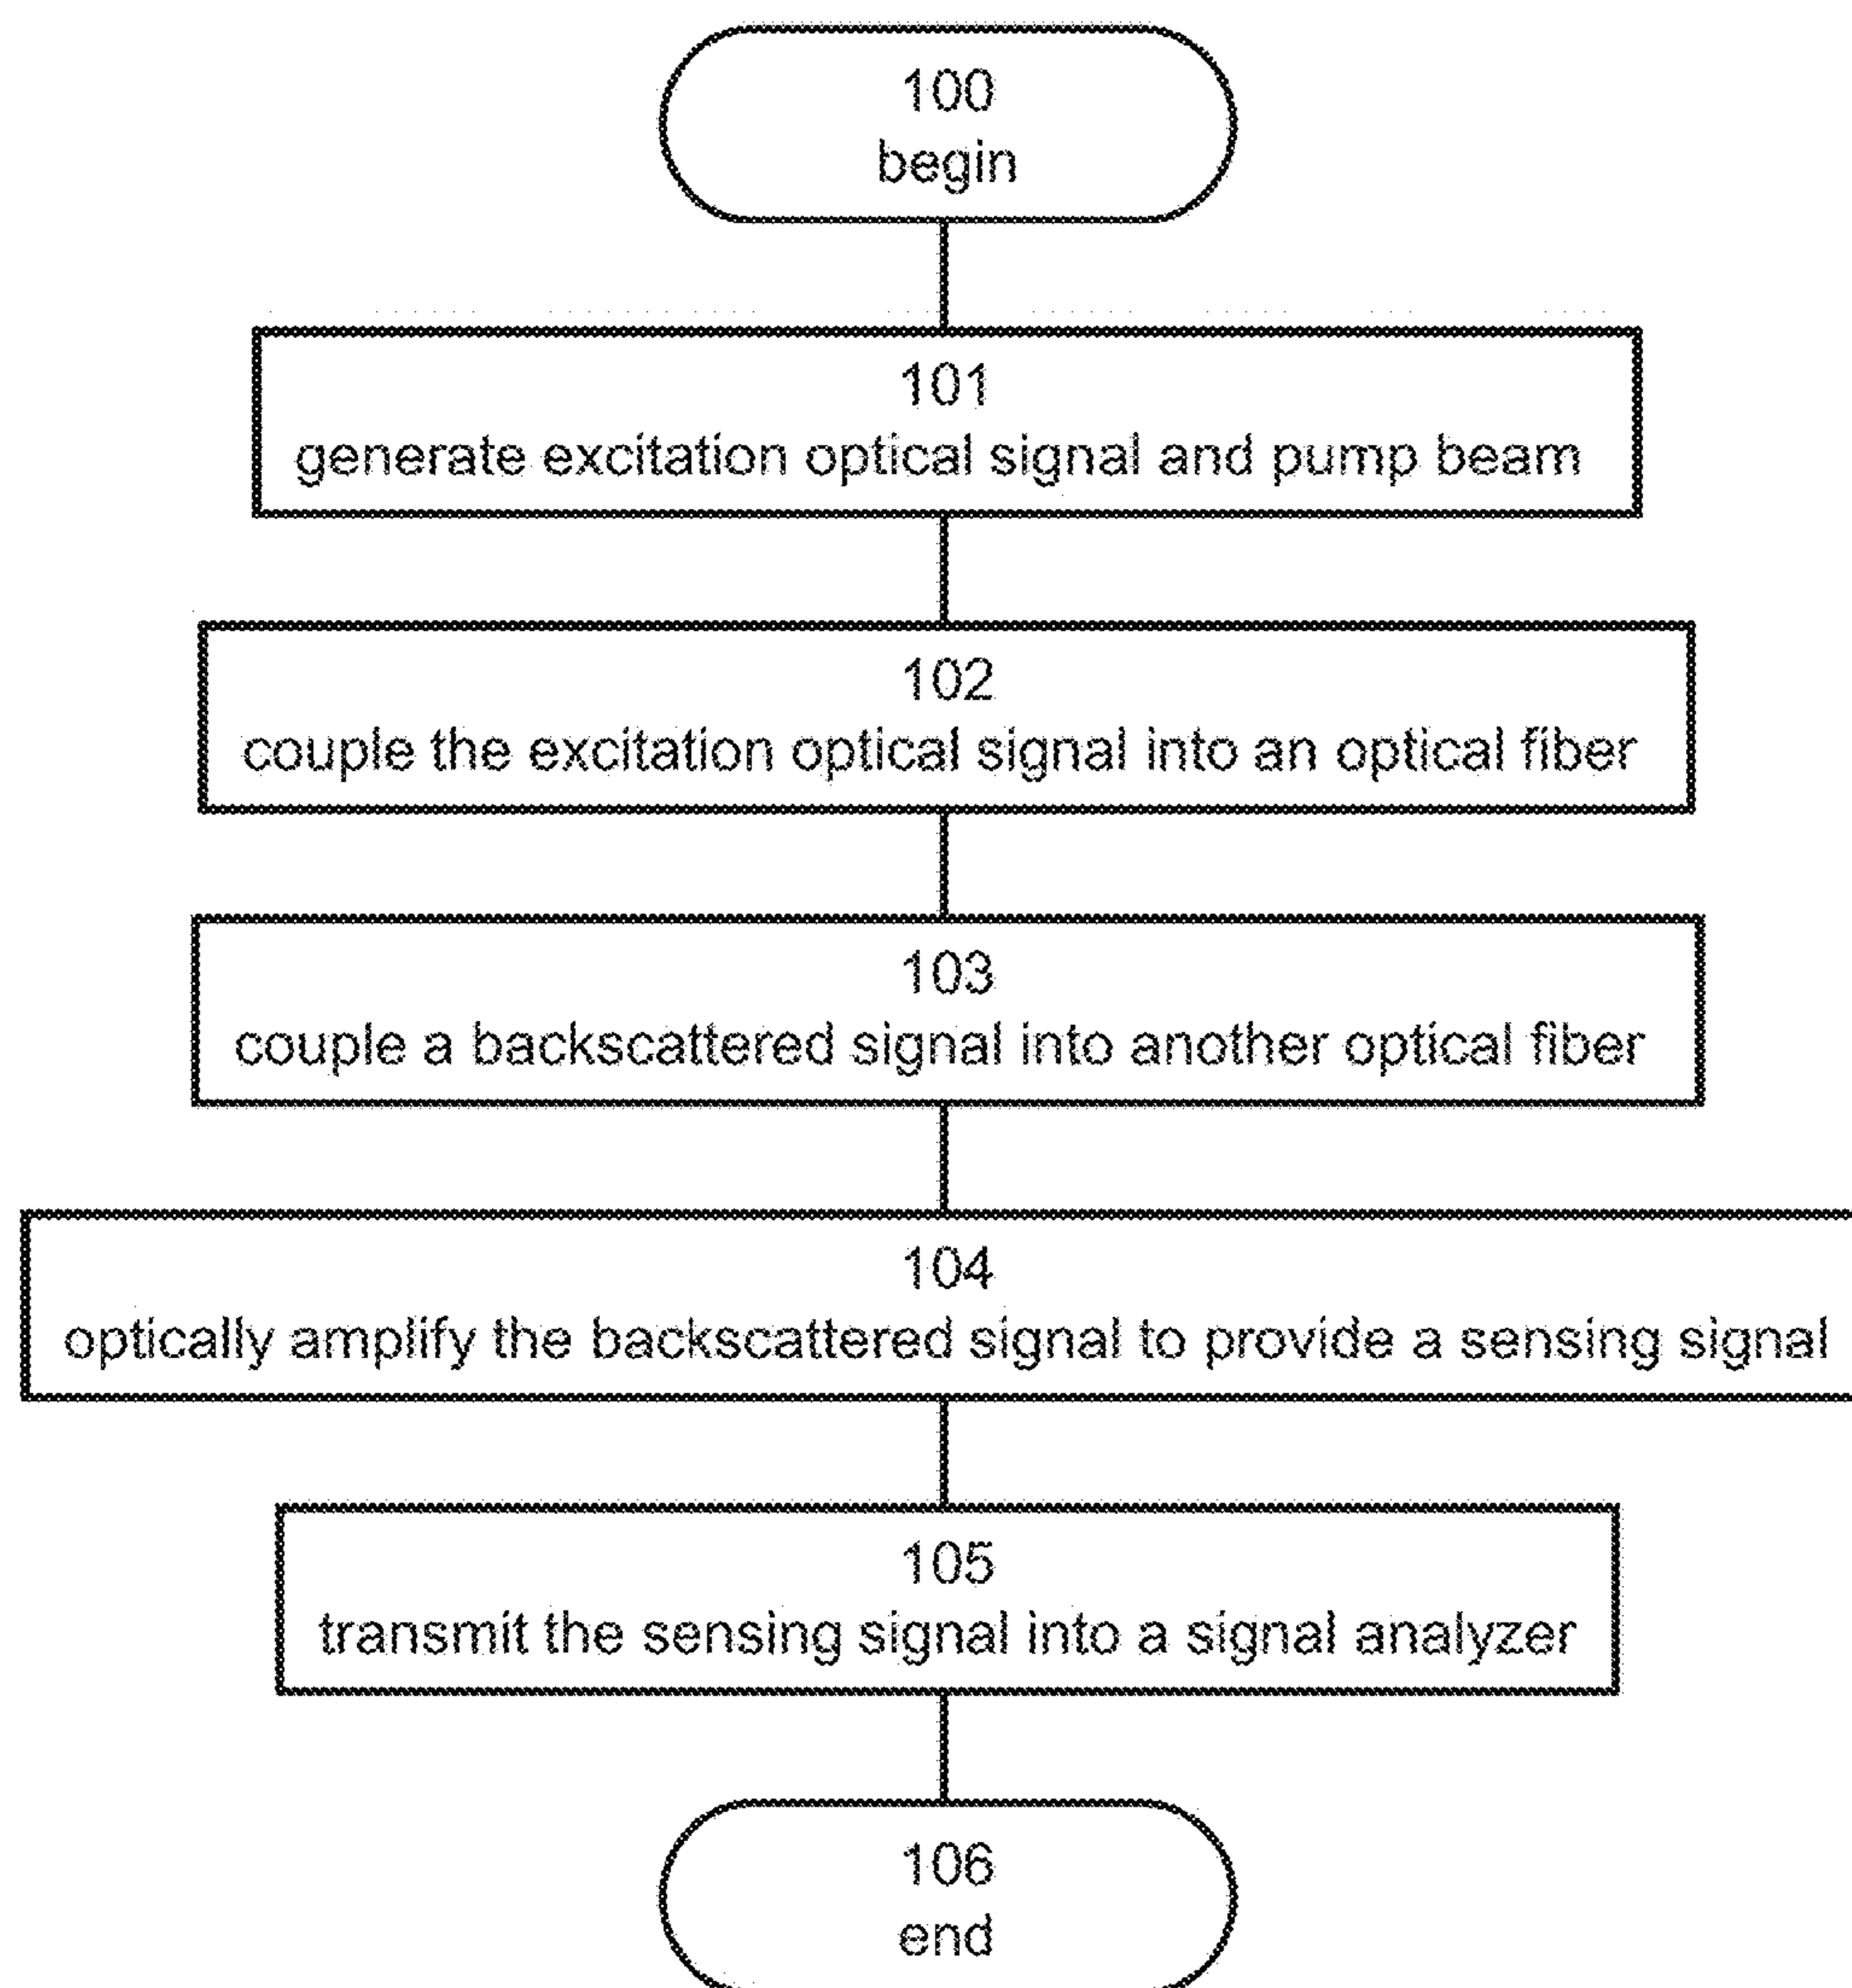 100
begin
101
generate excitation optical signal and pump beam
102
couple the excitation optical signal into an optical fiber
103
couple a backscattered signal into another optical fiber
104
optically amplify the backscattered signal to provide a sensing signal
105
transmit the sensing signal into a signal analyzer
106
end